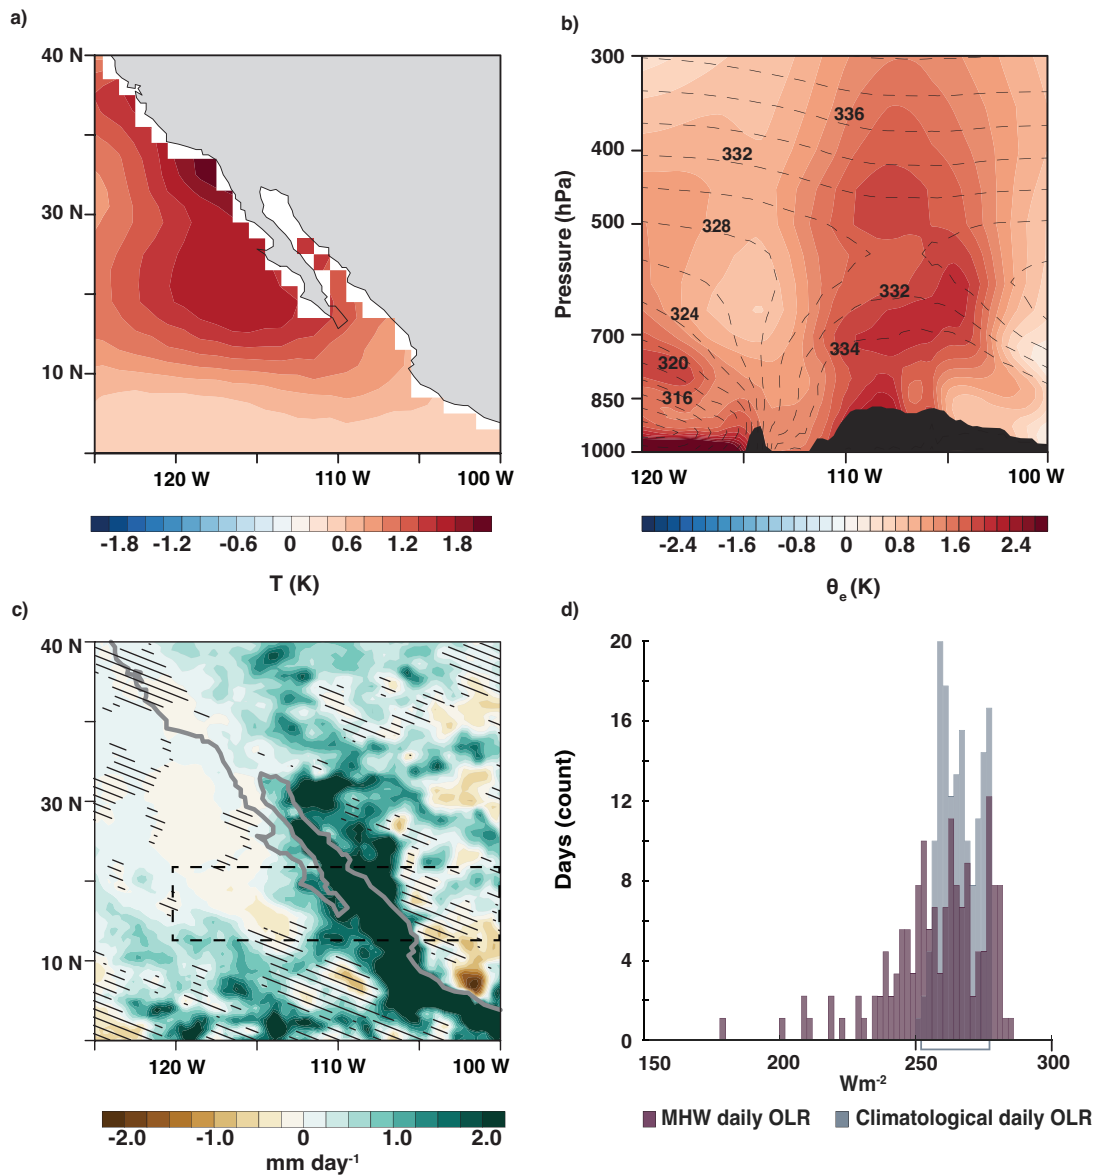 a)
40 N
30 N
10 N
120 W
110 W
100 W
-1.8
-1.2
-0.6
0
0.6
1.2
1.8
T (K)
b)
300
400
500
700
850
1000
Pressure (hPa)
336
332
328
324
320
316
332
334
120 W
110 W
100 W
-2.4
-1.6
-0.8
0
0.8
1.6
2.4
θe (K)
c)
40 N
30 N
10 N
120 W
110 W
100 W
-2.0
-1.0
0
1.0
2.0
mm day-1
d)
20
16
12
8
4
0
Days (count)
150
200
250
300
Wm-2
MHW daily OLR
Climatological daily OLR